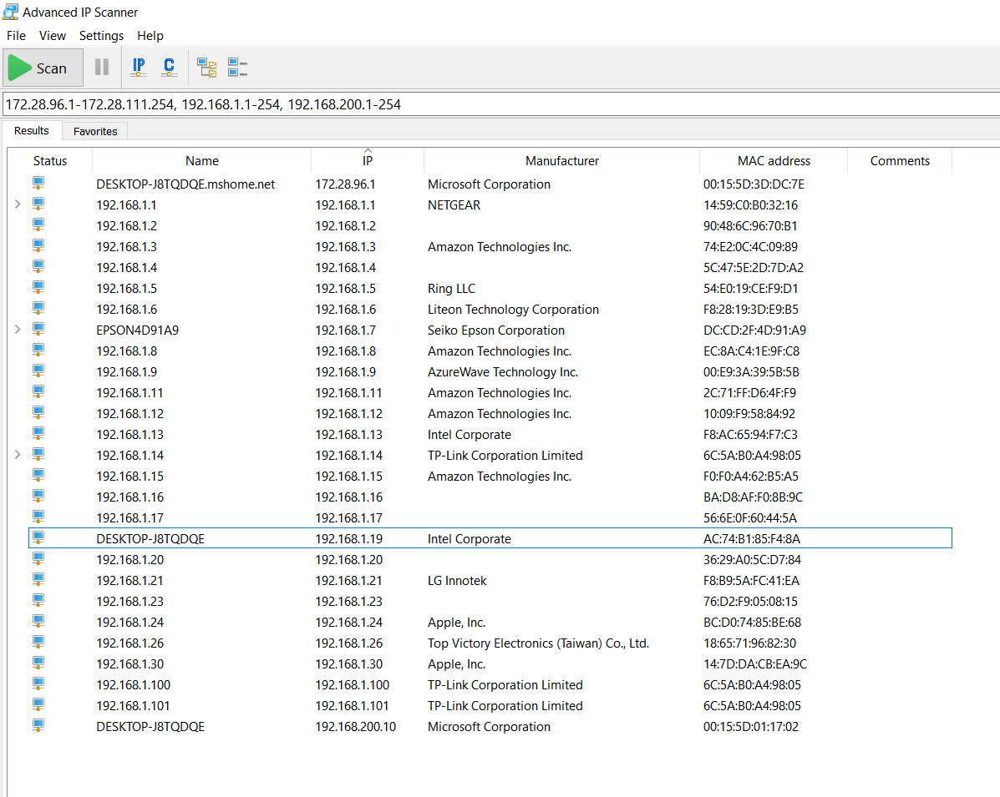 Advanced IP Scanner
File View Settings Help
Scan IP C
172.28.96.1-172.28.111.254, 192.168.1.1-254, 192.168.200.1-254
Results Favorites
Status Name IP Manufacturer MAC address Comments
DESKTOP-J8TQDQE.mshome.net 172.28.96.1 Microsoft Corporation 00:15:5D:3D:DC:7E
192.168.1.1 192.168.1.1 NETGEAR 14:59:C0:B0:32:16
192.168.1.2 192.168.1.2 90:48:6C:96:70:B1
192.168.1.3 192.168.1.3 Amazon Technologies Inc. 74:E2:0C:4C:09:89
192.168.1.4 192.168.1.4 5C:47:5E:2D:7D:A2
192.168.1.5 192.168.1.5 Ring LLC 54:E0:19:CE:F9:D1
192.168.1.6 192.168.1.6 Liteon Technology Corporation F8:28:19:3D:E9:B5
EPSON4D91A9 192.168.1.7 Seiko Epson Corporation DC:CD:2F:4D:91:A9
192.168.1.8 192.168.1.8 Amazon Technologies Inc. EC:8A:C4:1E:9F:C8
192.168.1.9 192.168.1.9 AzureWave Technology Inc. 00:E9:3A:39:5B:5B
192.168.1.11 192.168.1.11 Amazon Technologies Inc. 2C:71:FF:D6:4F:F9
192.168.1.12 192.168.1.12 Amazon Technologies Inc. 10:09:F9:58:84:92
192.168.1.13 192.168.1.13 Intel Corporate F8:AC:65:94:F7:C3
192.168.1.14 192.168.1.14 TP-Link Corporation Limited 6C:5A:B0:A4:98:05
192.168.1.15 192.168.1.15 Amazon Technologies Inc. F0:F0:A4:62:B5:A5
192.168.1.16 192.168.1.16 BA:D8:AF:F0:8B:9C
192.168.1.17 192.168.1.17 56:6E:0F:60:44:5A
DESKTOP-J8TQDQE 192.168.1.19 Intel Corporate AC:74:B1:85:F4:8A
192.168.1.20 192.168.1.20 36:29:A0:5C:D7:84
192.168.1.21 192.168.1.21 LG Innotek F8:B9:5A:FC:41:EA
192.168.1.23 192.168.1.23 76:D2:F9:05:08:15
192.168.1.24 192.168.1.24 Apple, Inc. BC:D0:74:85:BE:68
192.168.1.26 192.168.1.26 Top Victory Electronics (Taiwan) Co., Ltd. 18:65:71:96:82:30
192.168.1.30 192.168.1.30 Apple, Inc. 14:7D:DA:CB:EA:9C
192.168.1.100 192.168.1.100 TP-Link Corporation Limited 6C:5A:B0:A4:98:05
192.168.1.101 192.168.1.101 TP-Link Corporation Limited 6C:5A:B0:A4:98:05
DESKTOP-J8TQDQE 192.168.200.10 Microsoft Corporation 00:15:5D:01:17:02